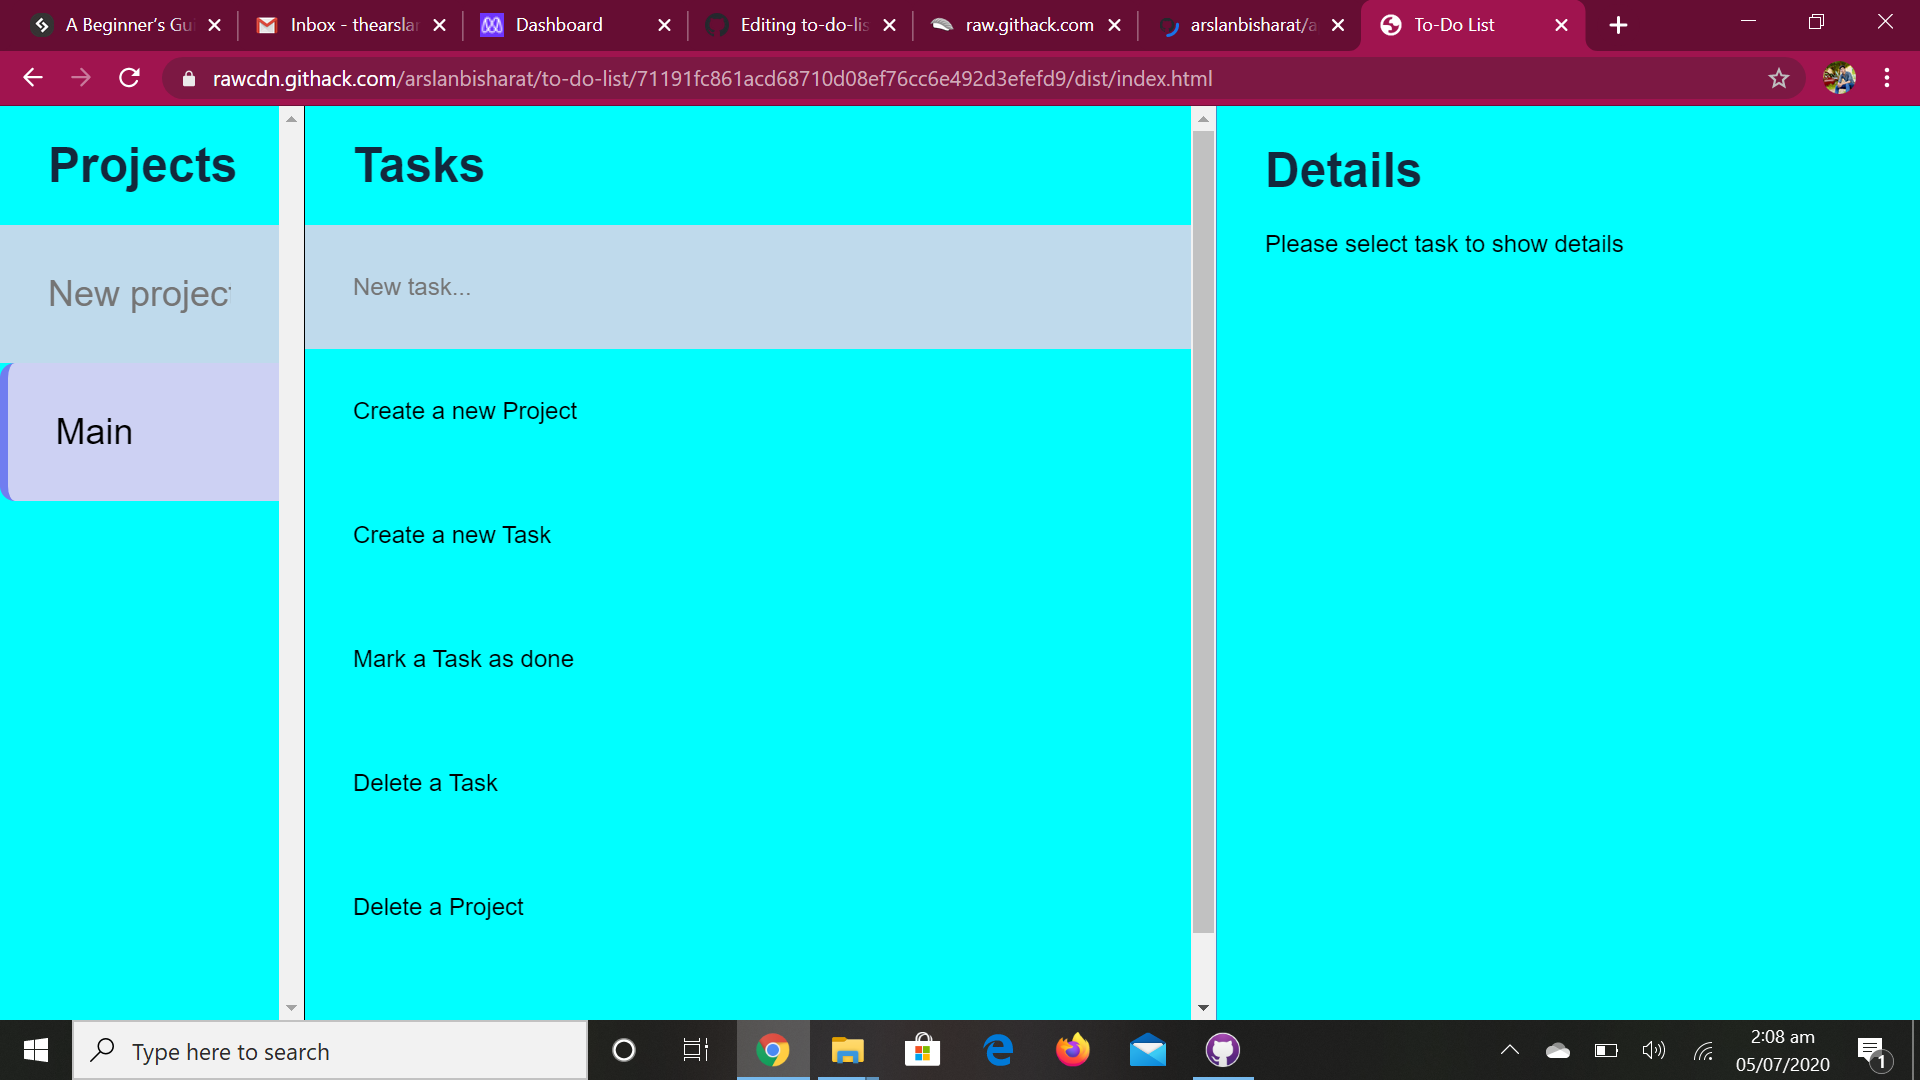 A Beginner's Gu
Inbox - thearsla
Dashboard
Editing to-do-lis
raw.githack.com
arslanbisharat/a
To-Do List
rawcdn.githack.com/arslanbisharat/to-do-list/71191fc861acd68710d08ef76cc6e492d3efefd9/dist/index.html
Projects
New projec
Main
Tasks
New task...
Create a new Project
Create a new Task
Mark a Task as done
Delete a Task
Delete a Project
Details
Please select task to show details
Type here to search
2:08 am
05/07/2020
1